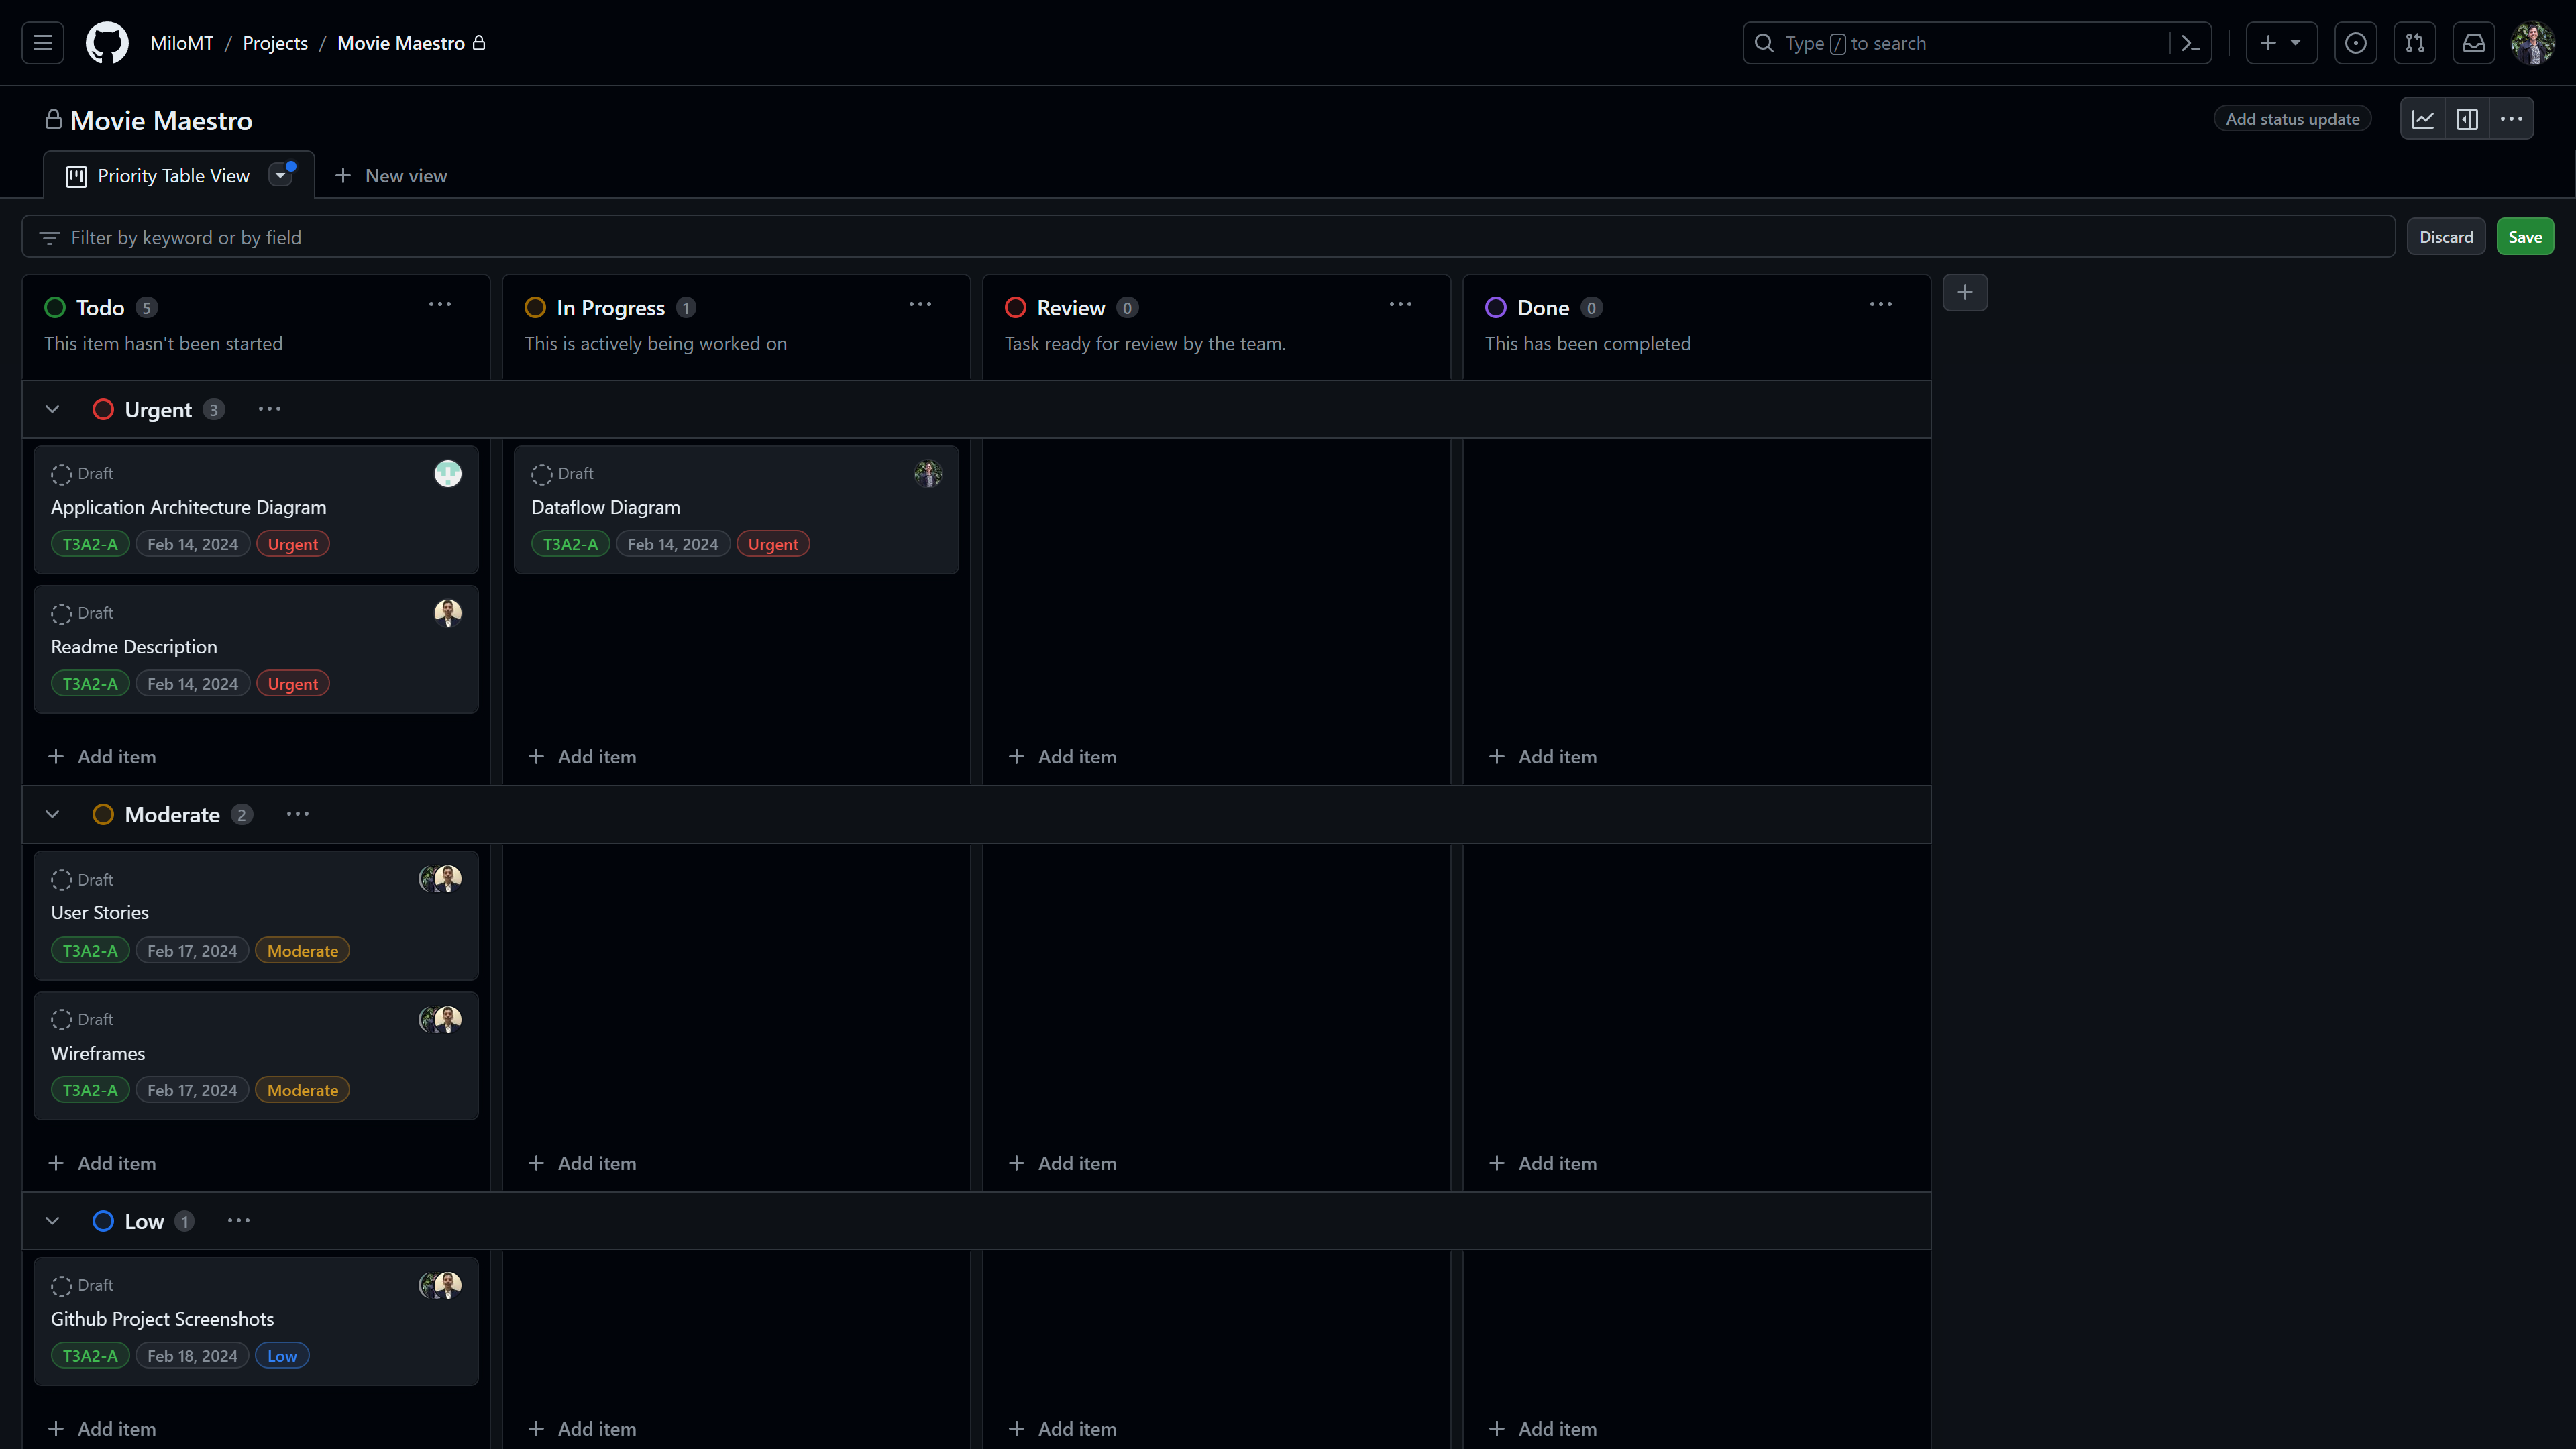 MiloMT / Projects / Movie Maestro
Type / to search
Movie Maestro
Add status update
Priority Table View
New view
Filter by keyword or by field
Discard
Save
Todo 5
This item hasn't been started
In Progress 1
This is actively being worked on
Review 0
Task ready for review by the team.
Done 0
This has been completed
Urgent 3
Draft
Application Architecture Diagram
T3A2-A Feb 14, 2024 Urgent
Draft
Readme Description
T3A2-A Feb 14, 2024 Urgent
Add item
Draft
Dataflow Diagram
T3A2-A Feb 14, 2024 Urgent
Add item
Add item
Add item
Moderate 2
Draft
User Stories
T3A2-A Feb 17, 2024 Moderate
Draft
Wireframes
T3A2-A Feb 17, 2024 Moderate
Add item
Add item
Add item
Add item
Low 1
Draft
Github Project Screenshots
T3A2-A Feb 18, 2024 Low
Add item
Add item
Add item
Add item